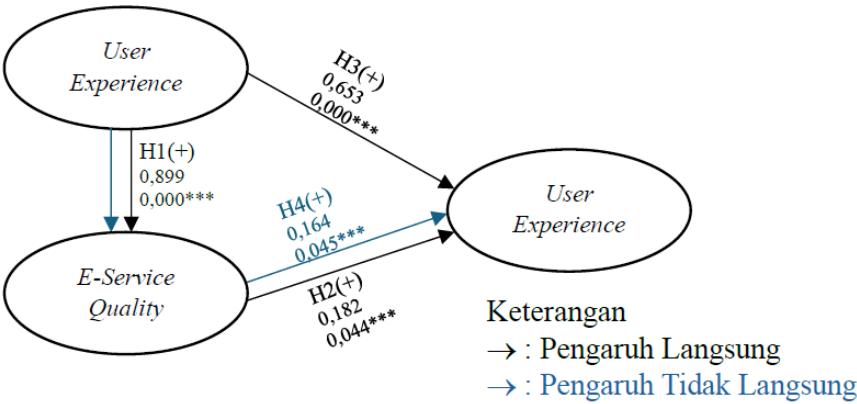 User
Experience
H3(+)
0,653
0,000***
H1(+)
0,899
0,000***
H4(+)
0,164
0,045***
User
Experience
E-Service
Quality
H2(+)
0,182
0,044***
Keterangan
→ : Pengaruh Langsung
→ : Pengaruh Tidak Langsung